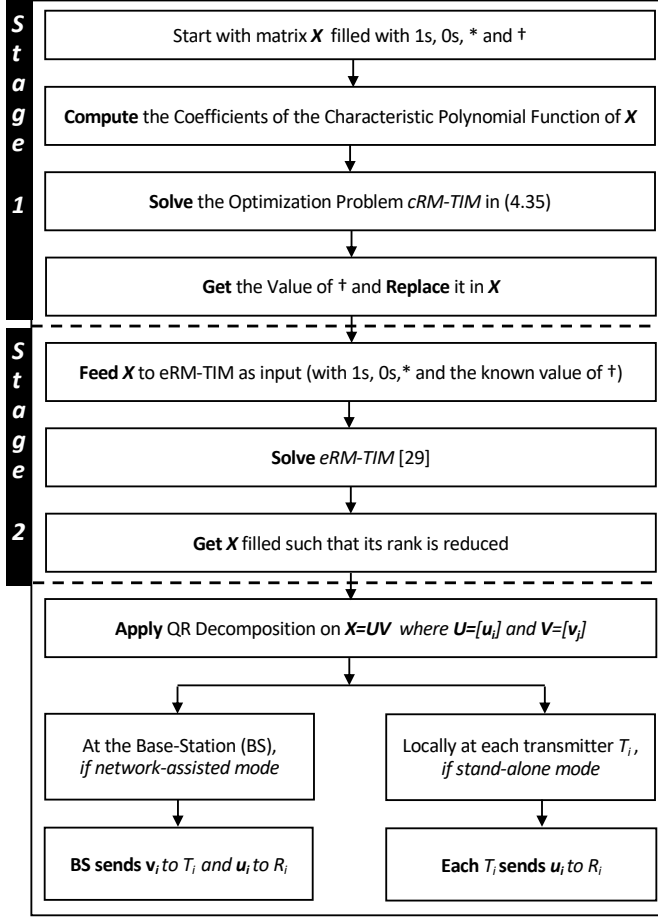 Stage 1
Start with matrix X filled with 1s, 0s, * and †
Compute the Coefficients of the Characteristic Polynomial Function of X
Solve the Optimization Problem cRM-TIM in (4.35)
Get the Value of † and Replace it in X
Stage 2
Feed X to eRM-TIM as input (with 1s, 0s,* and the known value of †)
Solve eRM-TIM [29]
Get X filled such that its rank is reduced
Apply QR Decomposition on X=UV where U=[uᵢ] and V=[vⱼ]
At the Base-Station (BS),
if network-assisted mode
Locally at each transmitter Tᵢ ,
if stand-alone mode
BS sends vᵢ to Tᵢ and uᵢ to Rᵢ
Each Tᵢ sends uᵢ to Rᵢ